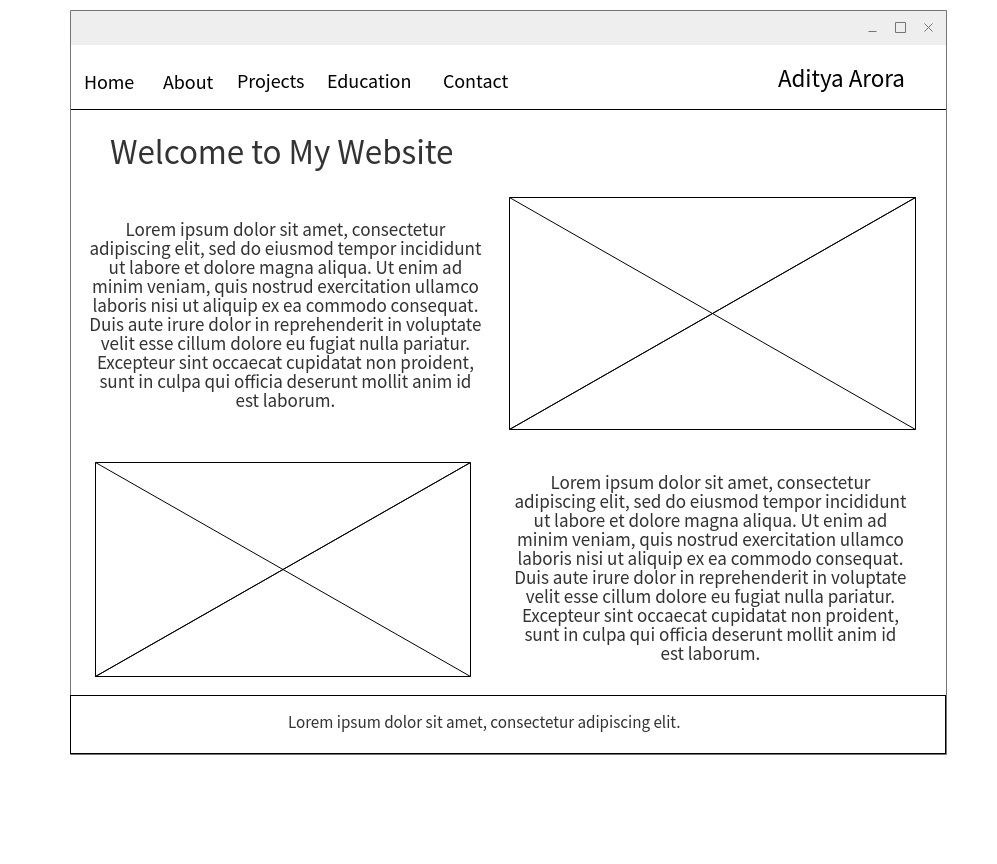 Home About Projects Education Contact Aditya Arora
Welcome to My Website
Lorem ipsum dolor sit amet, consectetur
adipiscing elit, sed do eiusmod tempor incididunt
ut labore et dolore magna aliqua. Ut enim ad
minim veniam, quis nostrud exercitation ullamco
laboris nisi ut aliquip ex ea commodo consequat.
Duis aute irure dolor in reprehenderit in voluptate
velit esse cillum dolore eu fugiat nulla pariatur.
Excepteur sint occaecat cupidatat non proident,
sunt in culpa qui officia deserunt mollit anim id
est laborum.
Lorem ipsum dolor sit amet, consectetur
adipiscing elit, sed do eiusmod tempor incididunt
ut labore et dolore magna aliqua. Ut enim ad
minim veniam, quis nostrud exercitation ullamco
laboris nisi ut aliquip ex ea commodo consequat.
Duis aute irure dolor in reprehenderit in voluptate
velit esse cillum dolore eu fugiat nulla pariatur.
Excepteur sint occaecat cupidatat non proident,
sunt in culpa qui officia deserunt mollit anim id
est laborum.
Lorem ipsum dolor sit amet, consectetur adipiscing elit.